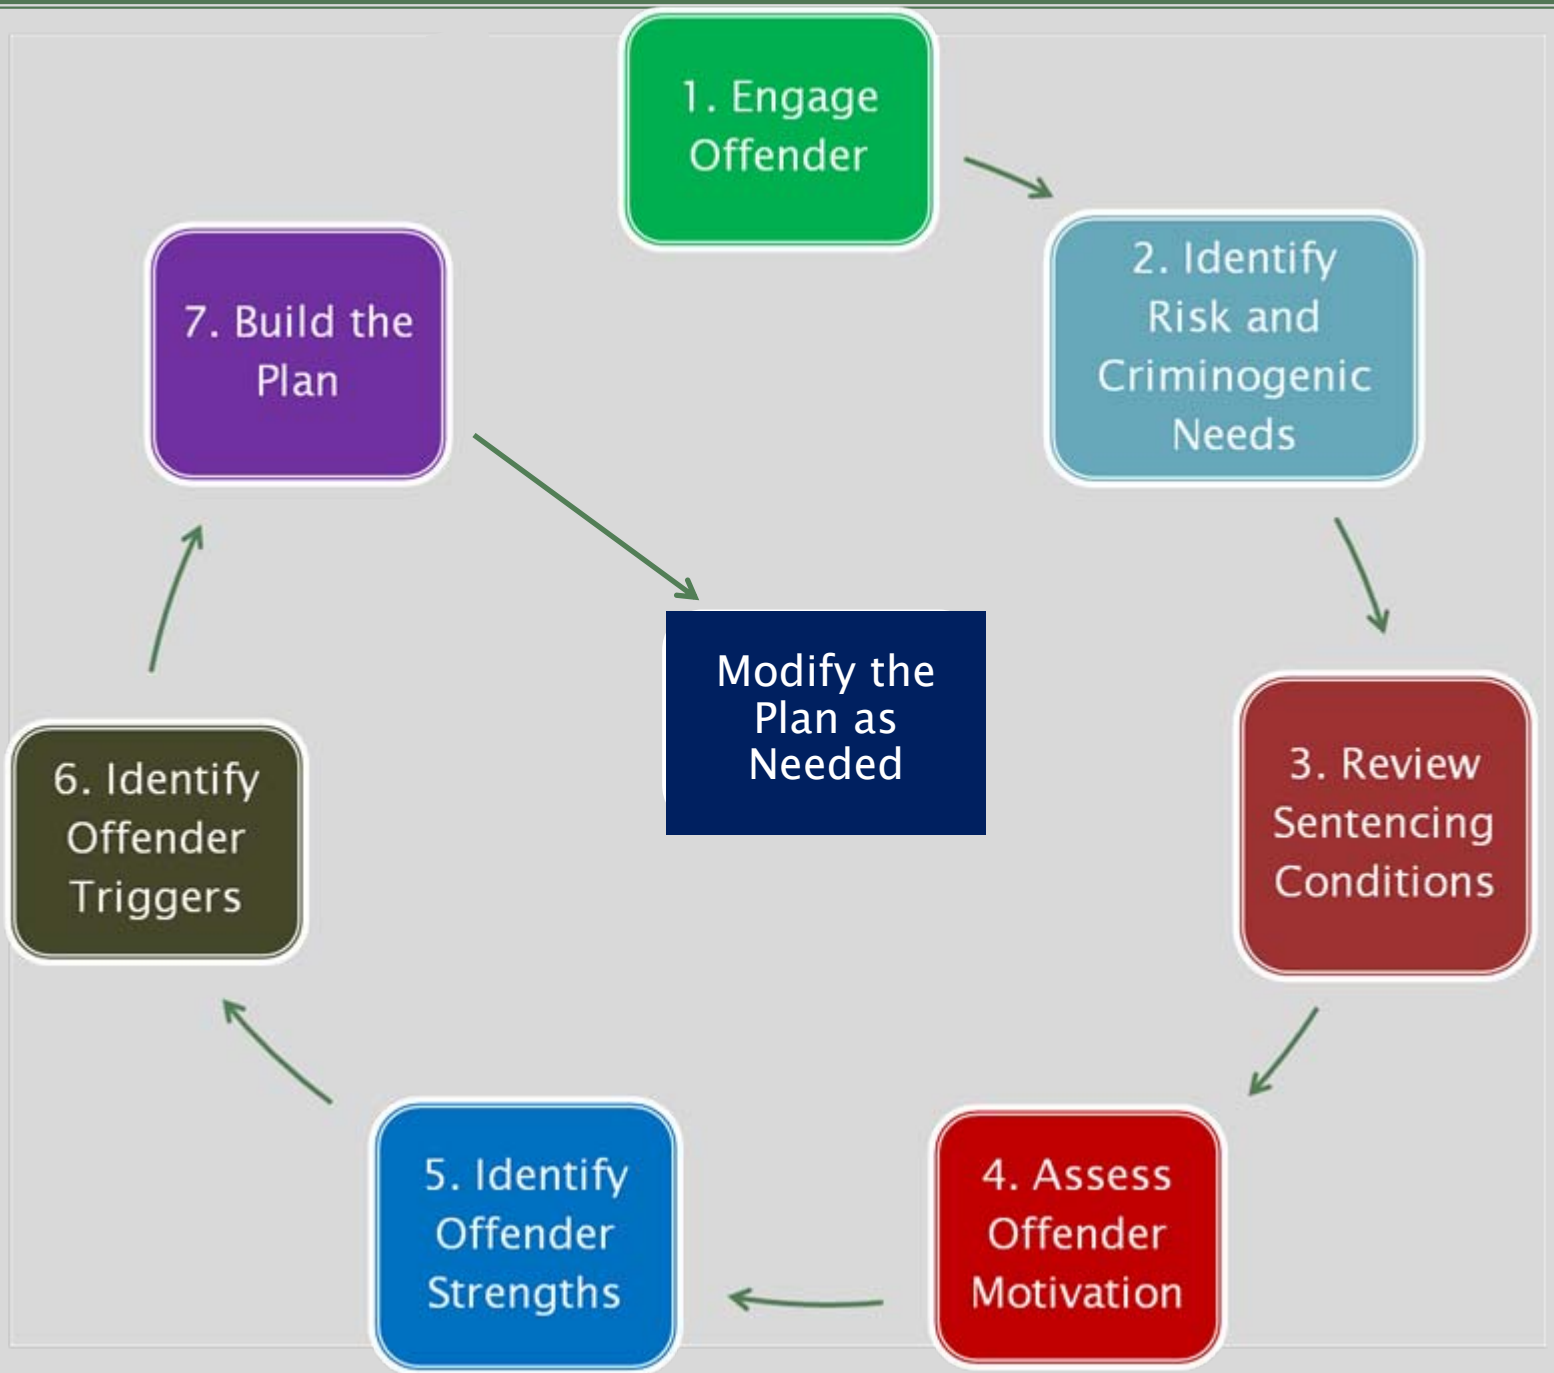 1. Engage
Offender
2. Identify
Risk and
Criminogenic
Needs
3. Review
Sentencing
Conditions
4. Assess
Offender
Motivation
5. Identify
Offender
Strengths
6. Identify
Offender
Triggers
7. Build the
Plan
Modify the
Plan as
Needed